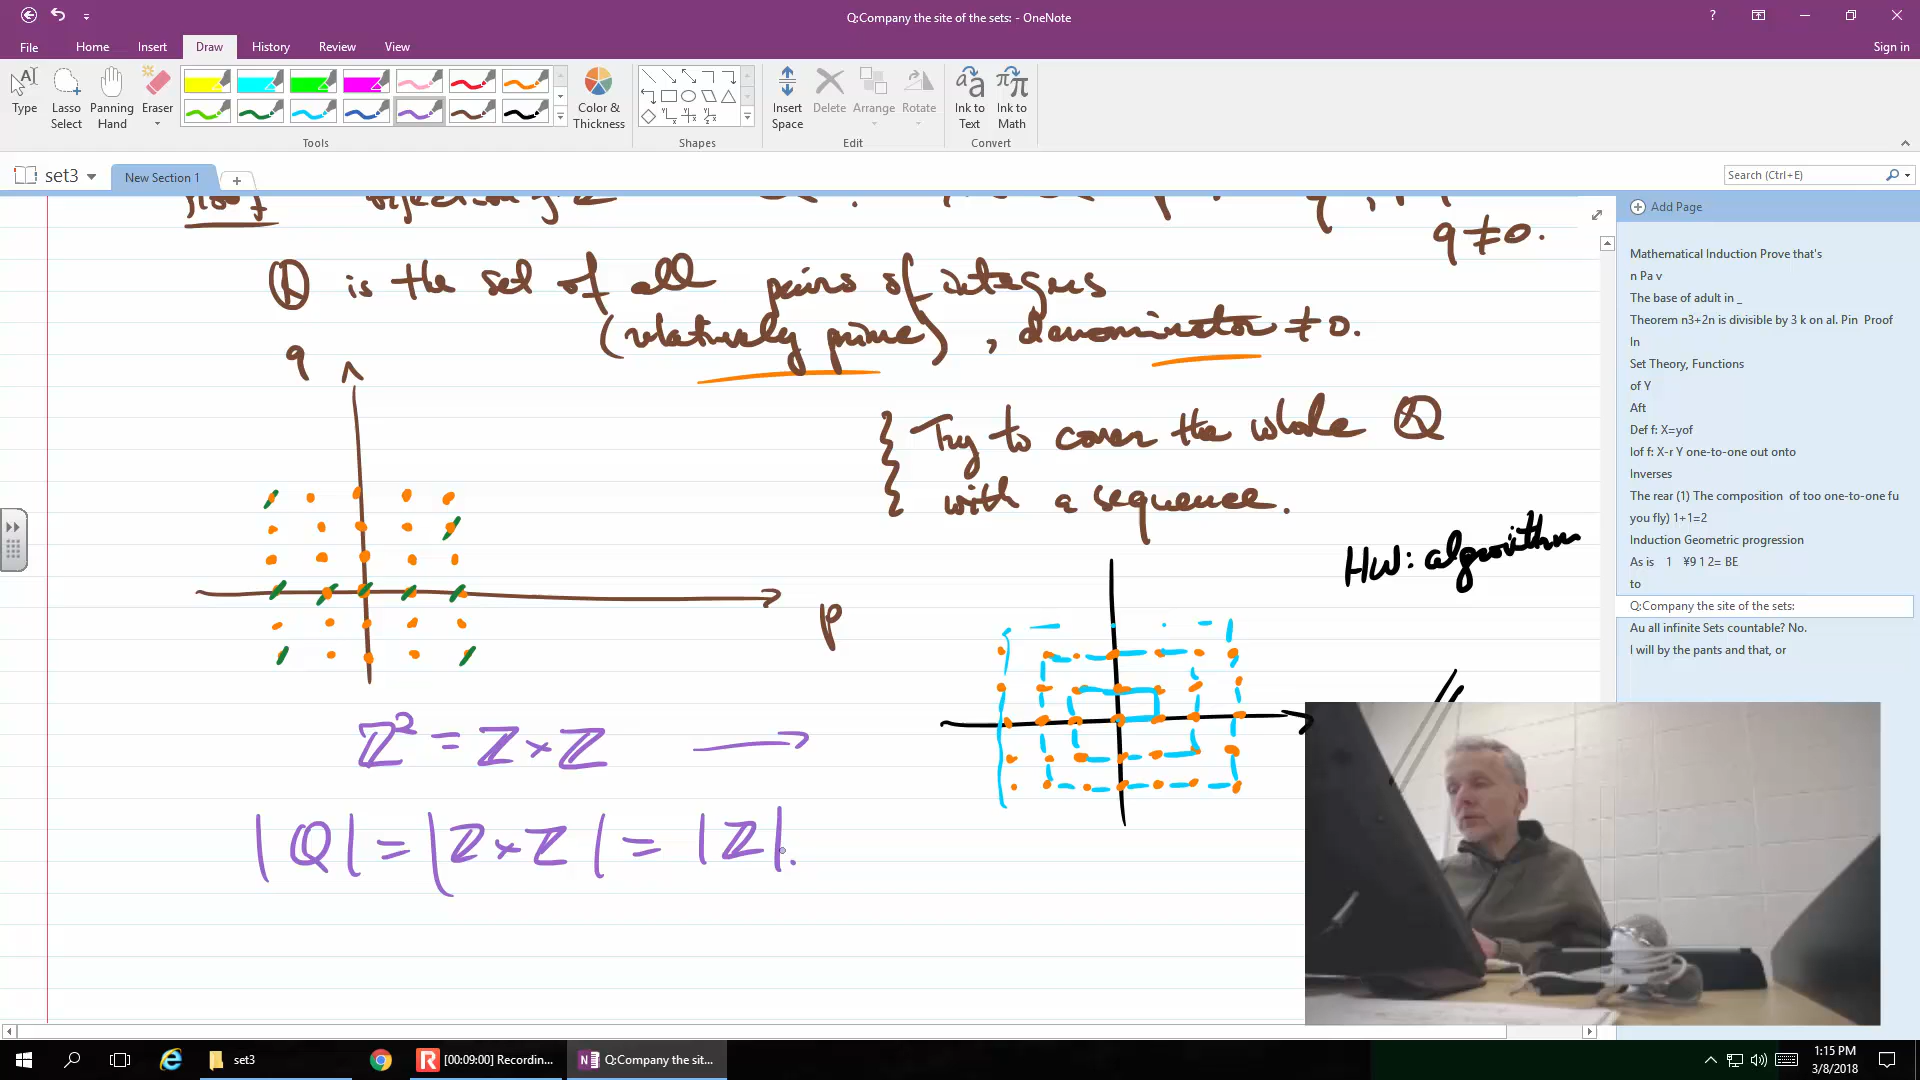 Q:Company the site of the sets: - OneNote
?
File
Home
Insert
Draw
History
Review
View
Sign in
Type
Lasso
Select
Panning
Hand
Eraser
Color &
Thickness
Insert
Space
Delete
Arrange
Rotate
Ink to
Text
Ink to
Math
Tools
Shapes
Edit
Convert
set3
New Section 1
Search (Ctrl+E)
Proof
q ≠ 0.
Q is the set of all pairs of integers
(relatively prime), denominator ≠ 0.
q
} Try to cover the whole Q
with a sequence.
HW: algorithm
p
Z² = Z × Z →
|Q| = |Z × Z| = |Z|.
Add Page
Mathematical Induction Prove that's
n Pa v
The base of adult in _
Theorem n3+2n is divisible by 3 k on al. Pin Proof
In
Set Theory, Functions
of Y
Aft
Def f: X=yof
Iof f: X-r Y one-to-one out onto
Inverses
The rear (1) The composition of too one-to-one fu
you fly) 1+1=2
Induction Geometric progression
As is 1 ¥9 1 2= BE
to
Q:Company the site of the sets:
Au all infinite Sets countable? No.
I will by the pants and that, or
set3
[00:09:00] Recordin...
Q:Company the sit...
1:15 PM
3/8/2018